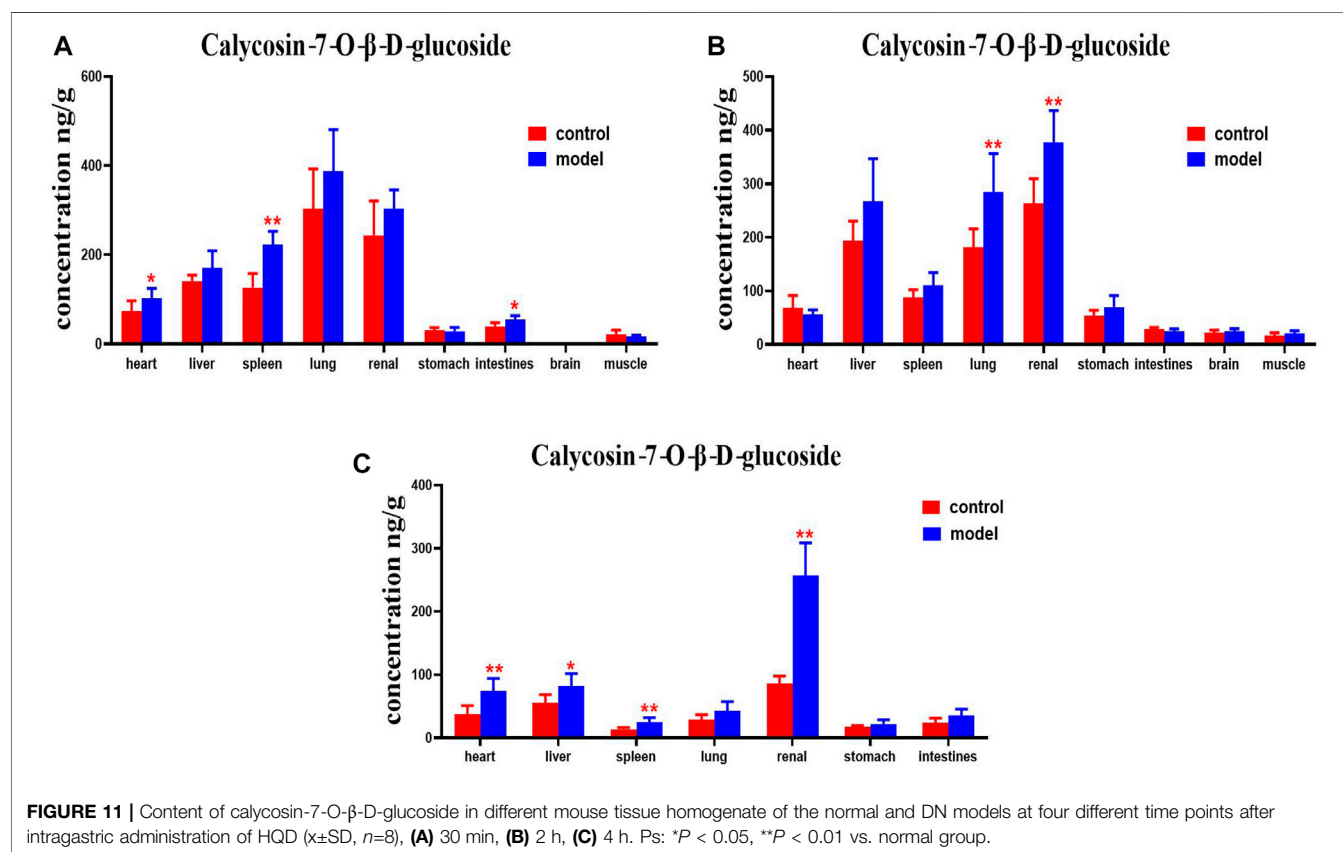 A
Calycosin-7-O-β-D-glucoside
concentration ng/g
600
400
200
0
control
model
*
**
*
heart liver spleen lung renal stomach intestines brain muscle
B
Calycosin-7-O-β-D-glucoside
concentration ng/g
500
400
300
200
100
0
control
model
**
**
heart liver spleen lung renal stomach intestines brain muscle
C
Calycosin-7-O-β-D-glucoside
concentration ng/g
400
300
200
100
0
control
model
**
*
**
**
heart liver spleen lung renal stomach intestines
FIGURE 11 | Content of calycosin-7-O-β-D-glucoside in different mouse tissue homogenate of the normal and DN models at four different time points after
intragastric administration of HQD (x±SD, n=8), (A) 30 min, (B) 2 h, (C) 4 h. Ps: *P < 0.05, **P < 0.01 vs. normal group.